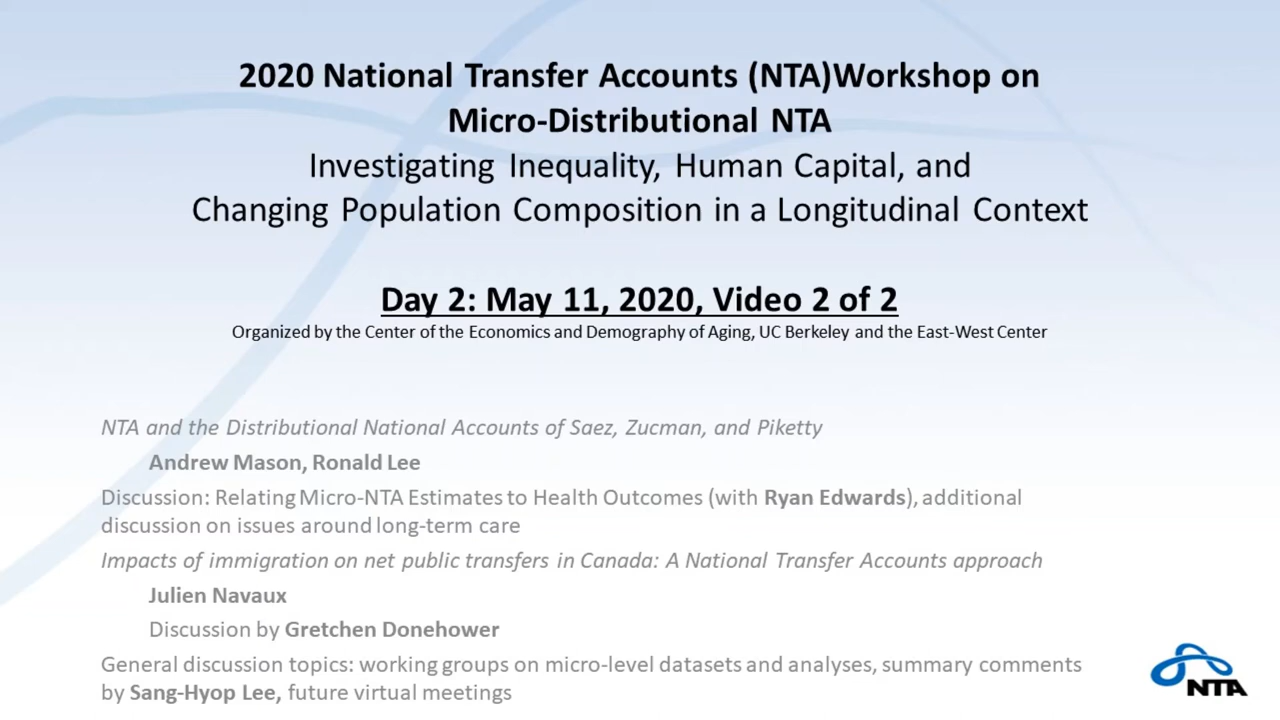 2020 National Transfer Accounts (NTA)Workshop on
Micro-Distributional NTA
Investigating Inequality, Human Capital, and
Changing Population Composition in a Longitudinal Context
Day 2: May 11, 2020, Video 2 of 2
Organized by the Center of the Economics and Demography of Aging, UC Berkeley and the East-West Center
NTA and the Distributional National Accounts of Saez, Zucman, and Piketty
Andrew Mason, Ronald Lee
Discussion: Relating Micro-NTA Estimates to Health Outcomes (with Ryan Edwards), additional
discussion on issues around long-term care
Impacts of immigration on net public transfers in Canada: A National Transfer Accounts approach
Julien Navaux
Discussion by Gretchen Donehower
General discussion topics: working groups on micro-level datasets and analyses, summary comments
by Sang-Hyop Lee, future virtual meetings
NTA